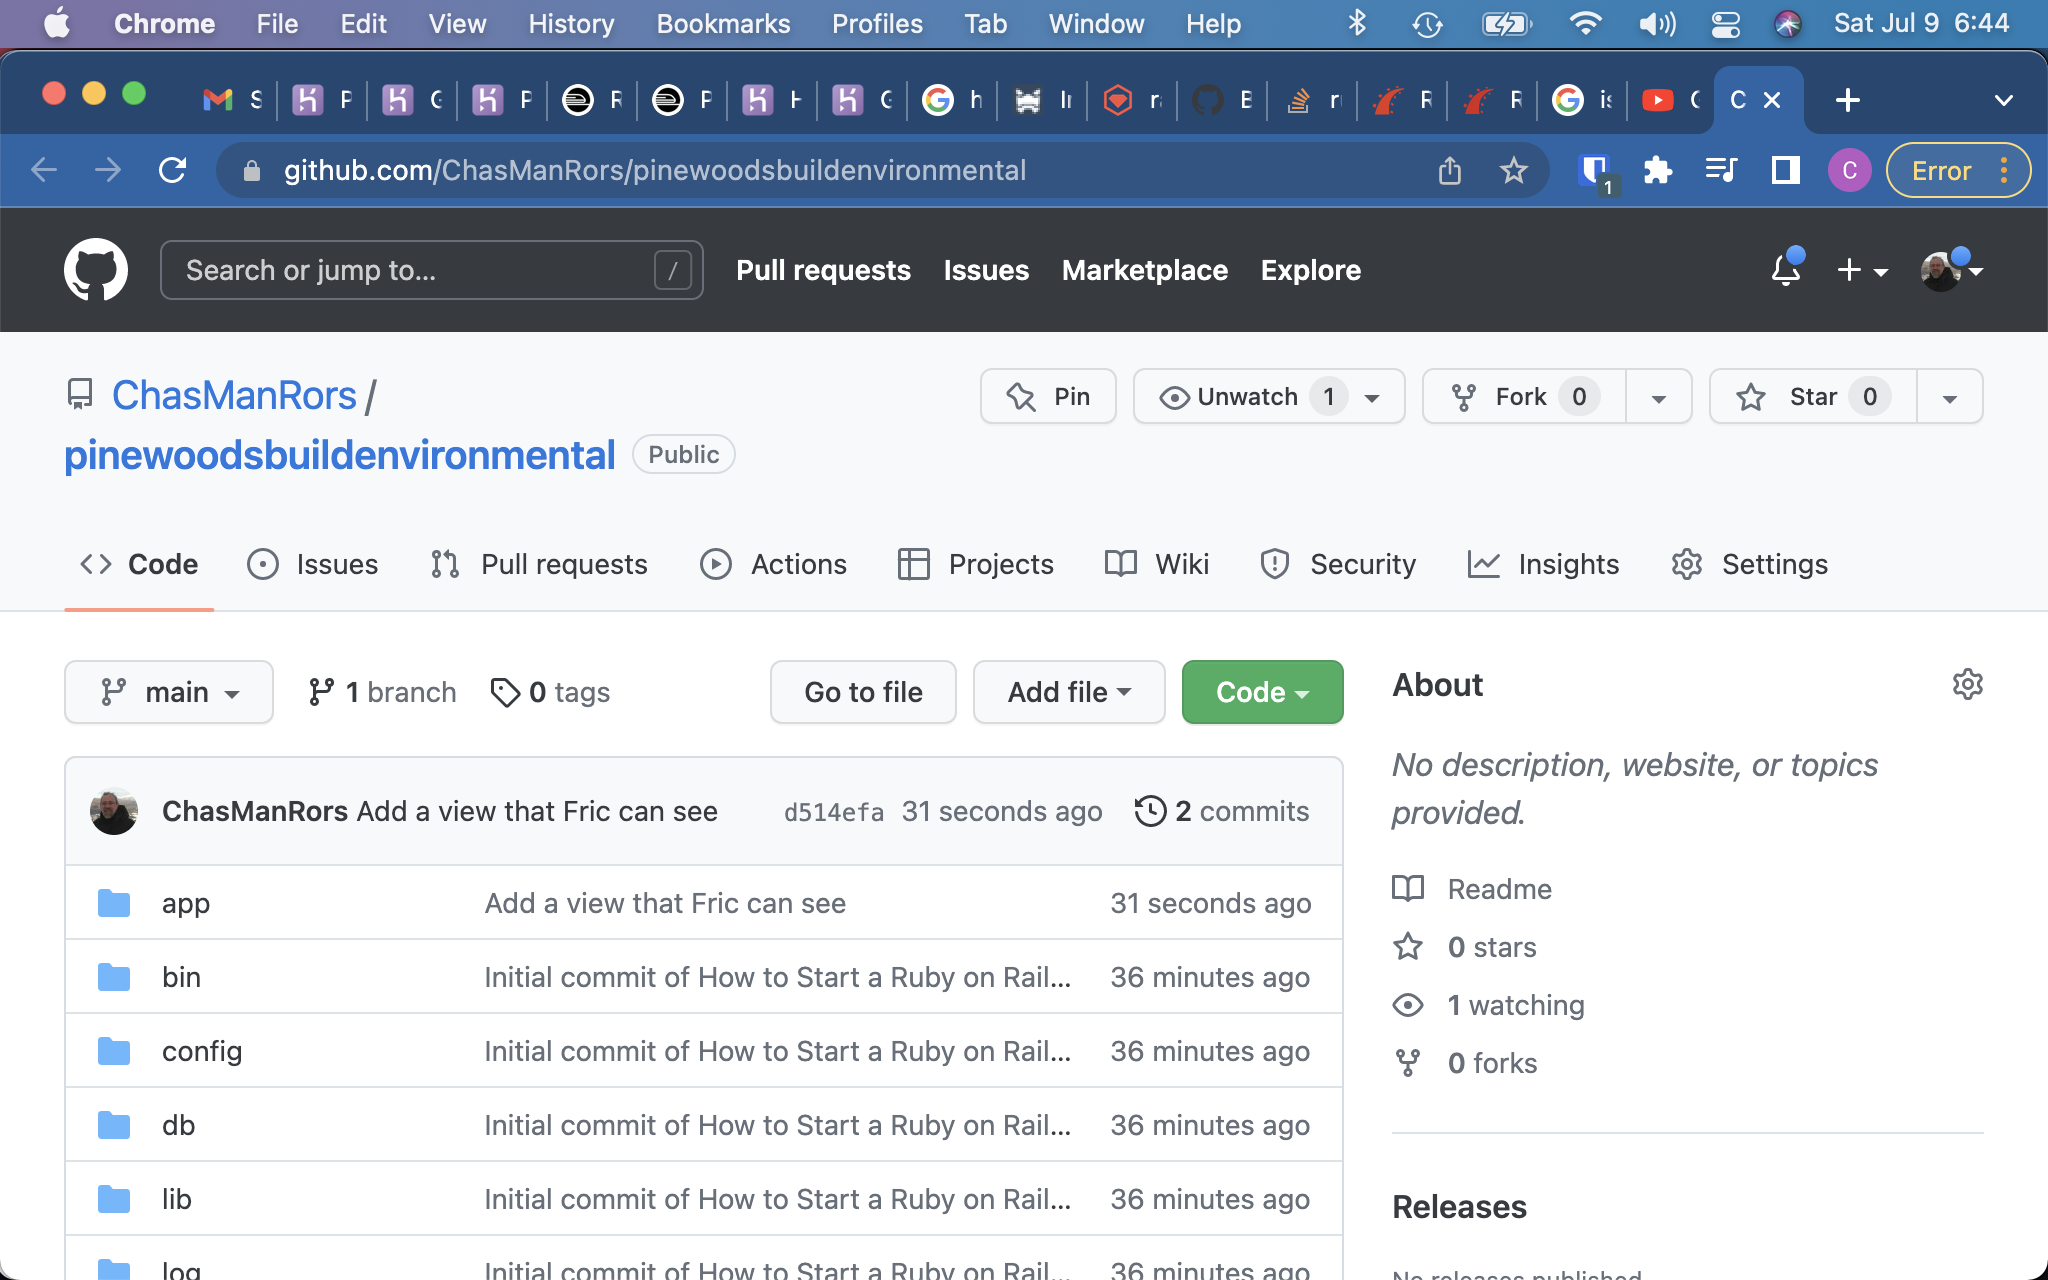 Chrome File Edit View History Bookmarks Profiles Tab Window Help Sat Jul 9 6:44
S P G P R P H G h Ir r B r R R is C
github.com/ChasManRors/pinewoodsbuildenvironmental 1 C Error
Search or jump to... / Pull requests Issues Marketplace Explore
ChasManRors /
pinewoodsbuildenvironmental Public
Pin Unwatch 1 Fork 0 Star 0
Code Issues Pull requests Actions Projects Wiki Security Insights Settings
main 1 branch 0 tags Go to file Add file Code
ChasManRors Add a view that Fric can see d514efa 31 seconds ago 2 commits
app Add a view that Fric can see 31 seconds ago
bin Initial commit of How to Start a Ruby on Rail... 36 minutes ago
config Initial commit of How to Start a Ruby on Rail... 36 minutes ago
db Initial commit of How to Start a Ruby on Rail... 36 minutes ago
lib Initial commit of How to Start a Ruby on Rail... 36 minutes ago
log Initial commit of How to Start a Ruby on Rail... 36 minutes ago
About
No description, website, or topics
provided.
Readme
0 stars
1 watching
0 forks
Releases
No releases published